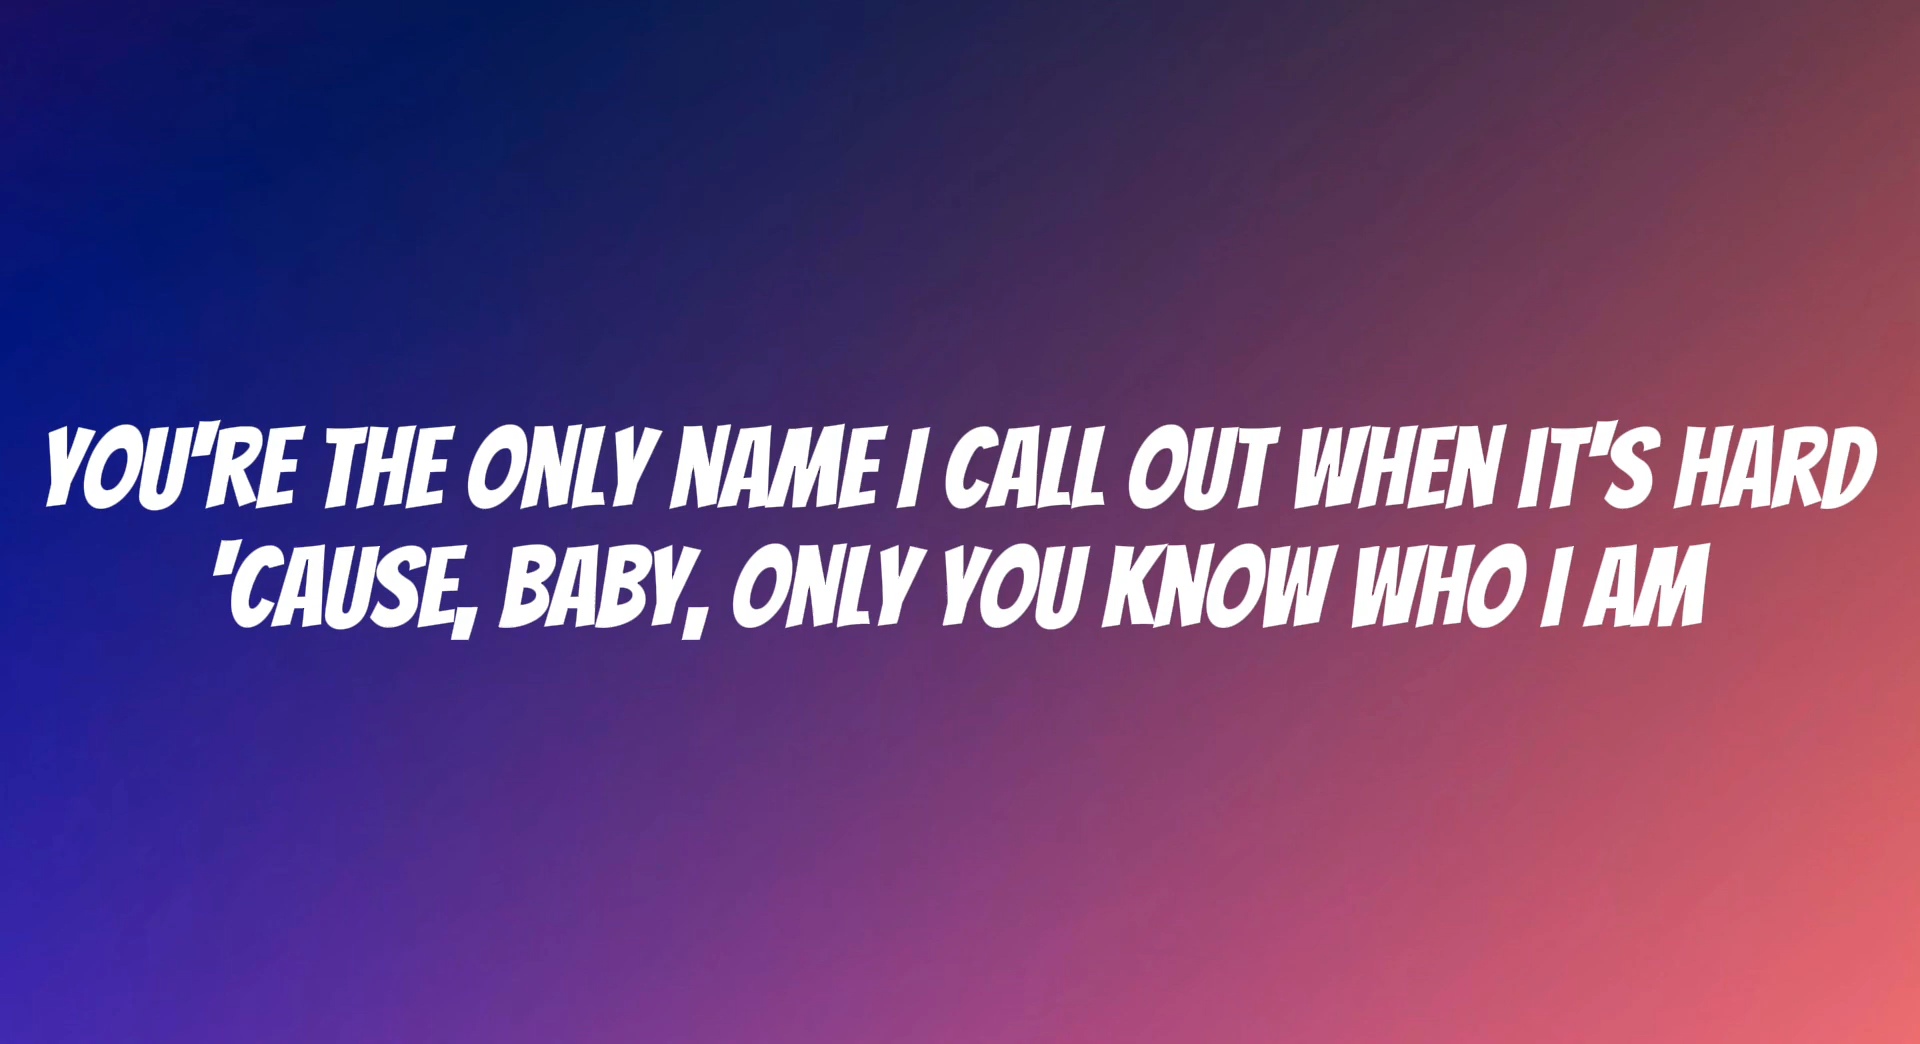 YOU'RE THE ONLY NAME I CALL OUT WHEN IT'S HARD
'CAUSE, BABY, ONLY YOU KNOW WHO I AM